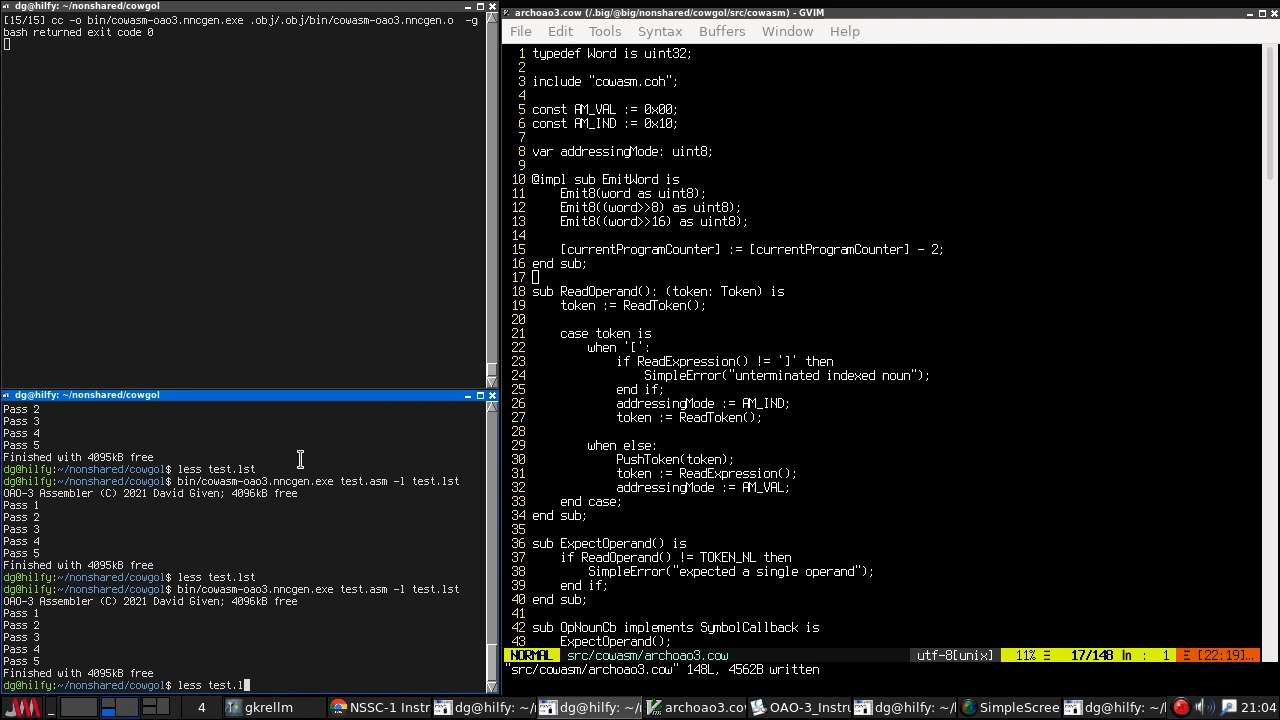 dg@hilfy: ~/nonshared/cowgol
[15/15] cc -o bin/cowasm-oao3.nncgen.exe .obj/.obj/bin/cowasm-oao3.nncgen.o  -g
bash returned exit code 0
dg@hilfy: ~/nonshared/cowgol
Pass 2
Pass 3
Pass 4
Pass 5
Finished with 4095kB free
dg@hilfy:~/nonshared/cowgol$ less test.lst
dg@hilfy:~/nonshared/cowgol$ bin/cowasm-oao3.nncgen.exe test.asm -l test.lst
OAO-3 Assembler (C) 2021 David Given; 4096kB free
Pass 1
Pass 2
Pass 3
Pass 4
Pass 5
Finished with 4095kB free
dg@hilfy:~/nonshared/cowgol$ less test.lst
dg@hilfy:~/nonshared/cowgol$ bin/cowasm-oao3.nncgen.exe test.asm -l test.lst
OAO-3 Assembler (C) 2021 David Given; 4096kB free
Pass 1
Pass 2
Pass 3
Pass 4
Pass 5
Finished with 4095kB free
dg@hilfy:~/nonshared/cowgol$ less test.l
archoao3.cow (/.big/@big/nonshared/cowgol/src/cowasm) - GVIM
File Edit Tools Syntax Buffers Window Help
1 typedef Word is uint32;
2
3 include "cowasm.coh";
4
5 const AM_VAL := 0x00;
6 const AM_IND := 0x10;
7
8 var addressingMode: uint8;
9
10 @impl sub EmitWord is
11     Emit8(word as uint8);
12     Emit8((word>>8) as uint8);
13     Emit8((word>>16) as uint8);
14
15     [currentProgramCounter] := [currentProgramCounter] - 2;
16 end sub;
17
18 sub ReadOperand(): (token: Token) is
19     token := ReadToken();
20
21     case token is
22         when '[':
23             if ReadExpression() != ']' then
24                 SimpleError("unterminated indexed noun");
25             end if;
26             addressingMode := AM_IND;
27             token := ReadToken();
28
29         when else:
30             PushToken(token);
31             token := ReadExpression();
32             addressingMode := AM_VAL;
33     end case;
34 end sub;
35
36 sub ExpectOperand() is
37     if ReadOperand() != TOKEN_NL then
38         SimpleError("expected a single operand");
39     end if;
40 end sub;
41
42 sub OpNounCb implements SymbolCallback is
43     ExpectOperand();
NORMAL src/cowasm/archoao3.cow utf-8[unix] 11% Ξ 17/148 ln : 1 Ξ [22:19]…
"src/cowasm/archoao3.cow" 148L, 4562B written
4 gkrellm NSSC-1 Instr dg@hilfy: ~/ dg@hilfy: ~/ archoao3.cow OAO-3_Instru dg@hilfy: ~/ SimpleScree dg@hilfy: ~/ 21:04